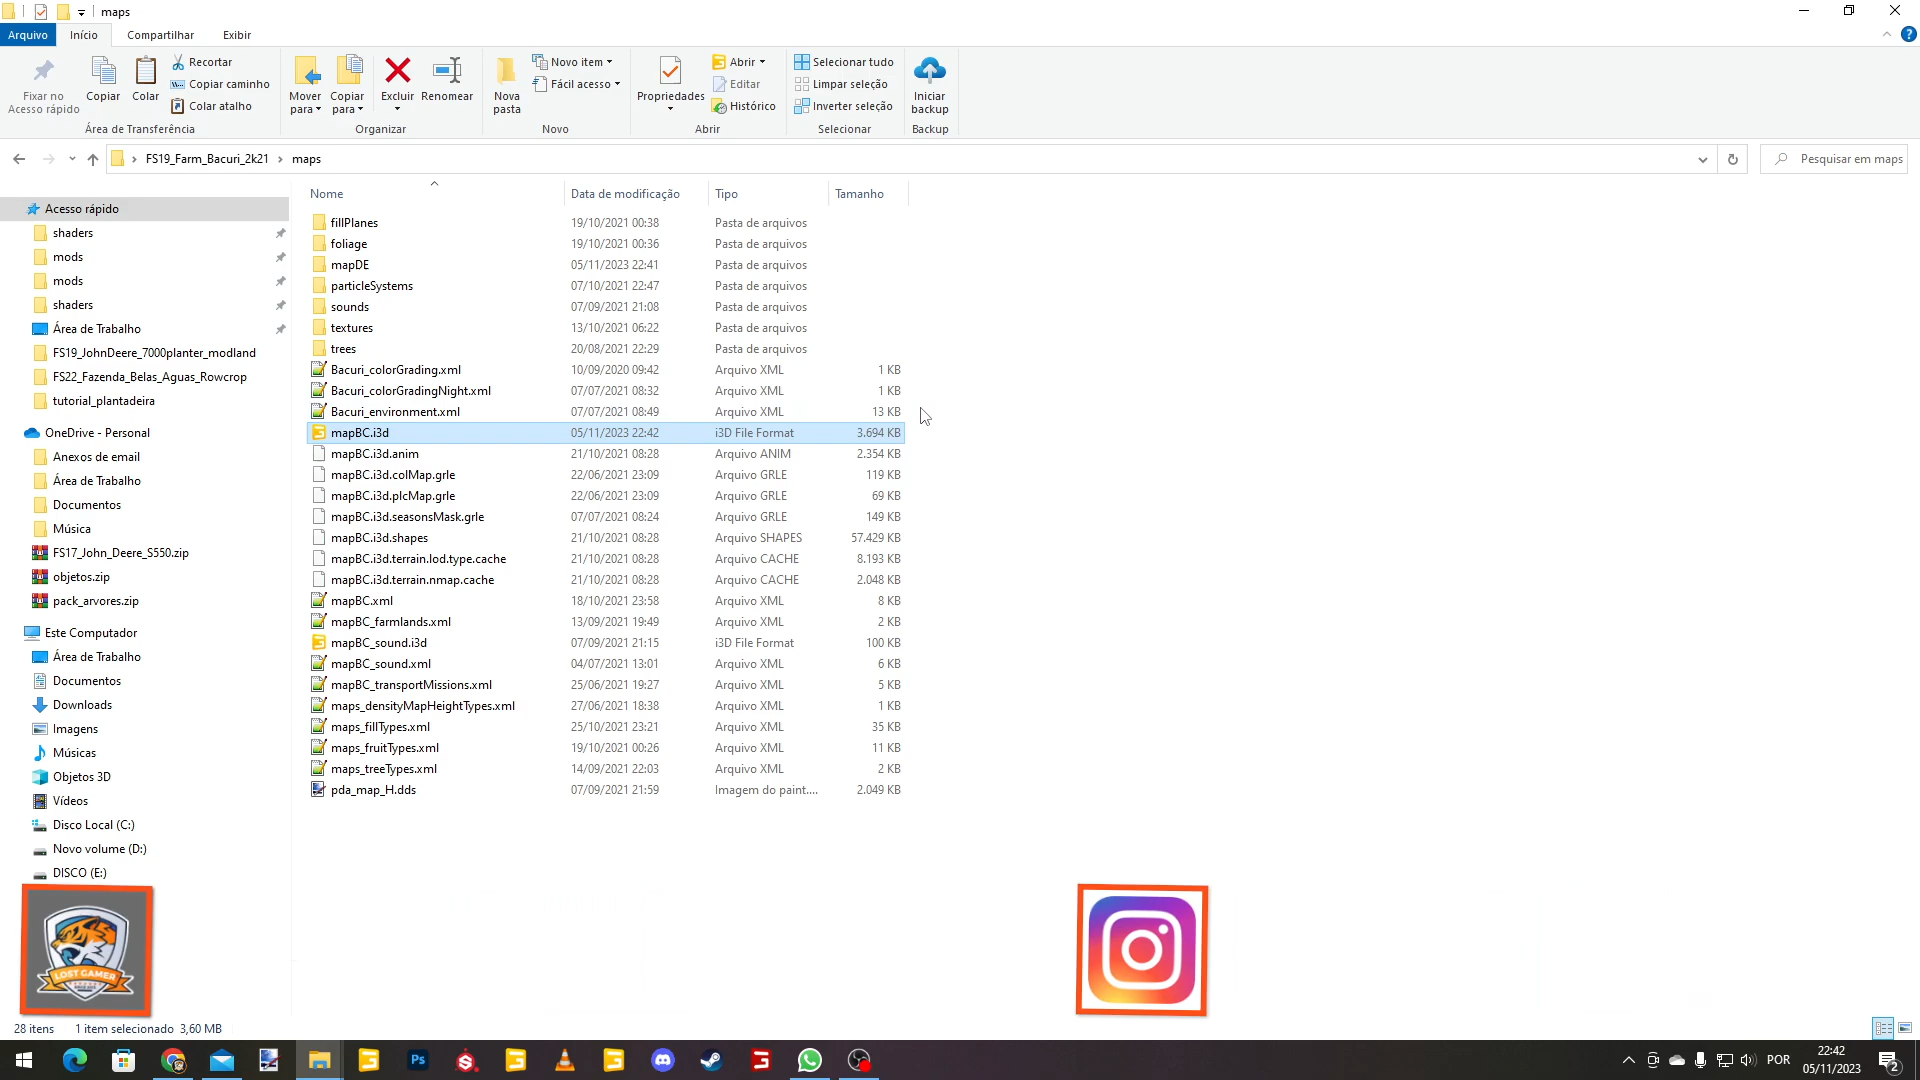 maps
Arquivo
Início
Compartilhar
Exibir
Fixar no
Acesso rápido
Copiar
Colar
Recortar
Copiar caminho
Colar atalho
Área de Transferência
Mover
para
Copiar
para
Excluir
Renomear
Organizar
Nova
pasta
Novo item
Fácil acesso
Novo
Propriedades
Abrir
Editar
Histórico
Abrir
Selecionar tudo
Limpar seleção
Inverter seleção
Selecionar
Iniciar
backup
Backup
FS19_Farm_Bacuri_2k21 › maps
Pesquisar em maps
Acesso rápido
shaders
mods
mods
shaders
Área de Trabalho
FS19_JohnDeere_7000planter_modland
FS22_Fazenda_Belas_Aguas_Rowcrop
tutorial_plantadeira
OneDrive - Personal
Anexos de email
Área de Trabalho
Documentos
Música
FS17_John_Deere_S550.zip
objetos.zip
pack_arvores.zip
Este Computador
Área de Trabalho
Documentos
Downloads
Imagens
Músicas
Objetos 3D
Vídeos
Disco Local (C:)
Novo volume (D:)
DISCO (E:)
Nome Data de modificação Tipo Tamanho
fillPlanes 19/10/2021 00:38 Pasta de arquivos
foliage 19/10/2021 00:36 Pasta de arquivos
mapDE 05/11/2023 22:41 Pasta de arquivos
particleSystems 07/10/2021 22:47 Pasta de arquivos
sounds 07/09/2021 21:08 Pasta de arquivos
textures 13/10/2021 06:22 Pasta de arquivos
trees 20/08/2021 22:29 Pasta de arquivos
Bacuri_colorGrading.xml 10/09/2020 09:42 Arquivo XML 1 KB
Bacuri_colorGradingNight.xml 07/07/2021 08:32 Arquivo XML 1 KB
Bacuri_environment.xml 07/07/2021 08:49 Arquivo XML 13 KB
mapBC.i3d 05/11/2023 22:42 i3D File Format 3.694 KB
mapBC.i3d.anim 21/10/2021 08:28 Arquivo ANIM 2.354 KB
mapBC.i3d.colMap.grle 22/06/2021 23:09 Arquivo GRLE 119 KB
mapBC.i3d.plcMap.grle 22/06/2021 23:09 Arquivo GRLE 69 KB
mapBC.i3d.seasonsMask.grle 07/07/2021 08:24 Arquivo GRLE 149 KB
mapBC.i3d.shapes 21/10/2021 08:28 Arquivo SHAPES 57.429 KB
mapBC.i3d.terrain.lod.type.cache 21/10/2021 08:28 Arquivo CACHE 8.193 KB
mapBC.i3d.terrain.nmap.cache 21/10/2021 08:28 Arquivo CACHE 2.048 KB
mapBC.xml 18/10/2021 23:58 Arquivo XML 8 KB
mapBC_farmlands.xml 13/09/2021 19:49 Arquivo XML 2 KB
mapBC_sound.i3d 07/09/2021 21:15 i3D File Format 100 KB
mapBC_sound.xml 04/07/2021 13:01 Arquivo XML 6 KB
mapBC_transportMissions.xml 25/06/2021 19:27 Arquivo XML 5 KB
maps_densityMapHeightTypes.xml 27/06/2021 18:38 Arquivo XML 1 KB
maps_fillTypes.xml 25/10/2021 23:21 Arquivo XML 35 KB
maps_fruitTypes.xml 19/10/2021 00:26 Arquivo XML 11 KB
maps_treeTypes.xml 14/09/2021 22:03 Arquivo XML 2 KB
pda_map_H.dds 07/09/2021 21:59 Imagem do paint.... 2.049 KB
LOST GAMER
28 itens 1 item selecionado 3,60 MB
Ps
POR
22:42
05/11/2023
2